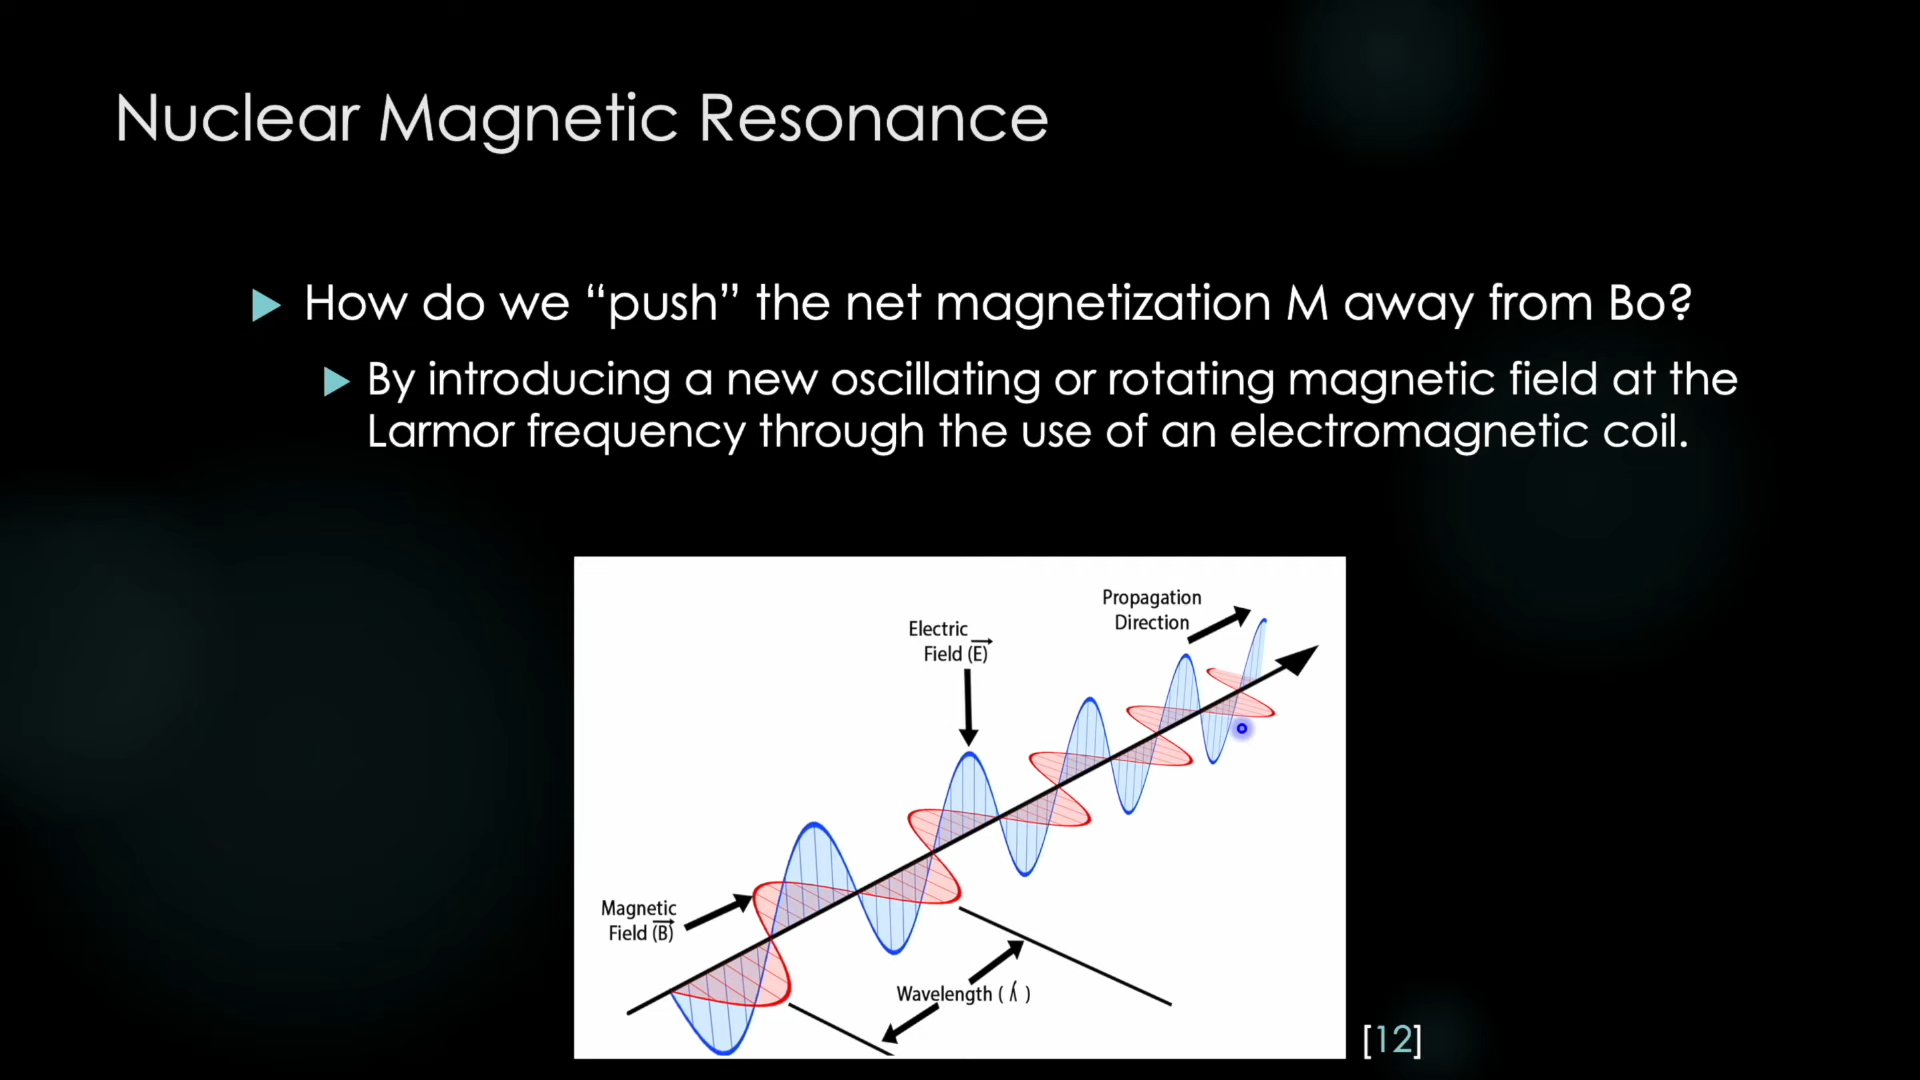 Nuclear Magnetic Resonance
How do we “push” the net magnetization M away from Bo?
By introducing a new oscillating or rotating magnetic field at the
Larmor frequency through the use of an electromagnetic coil.
Propagation
Direction
Electric
Field (E)
Magnetic
Field (B)
Wavelength ( λ )
[12]